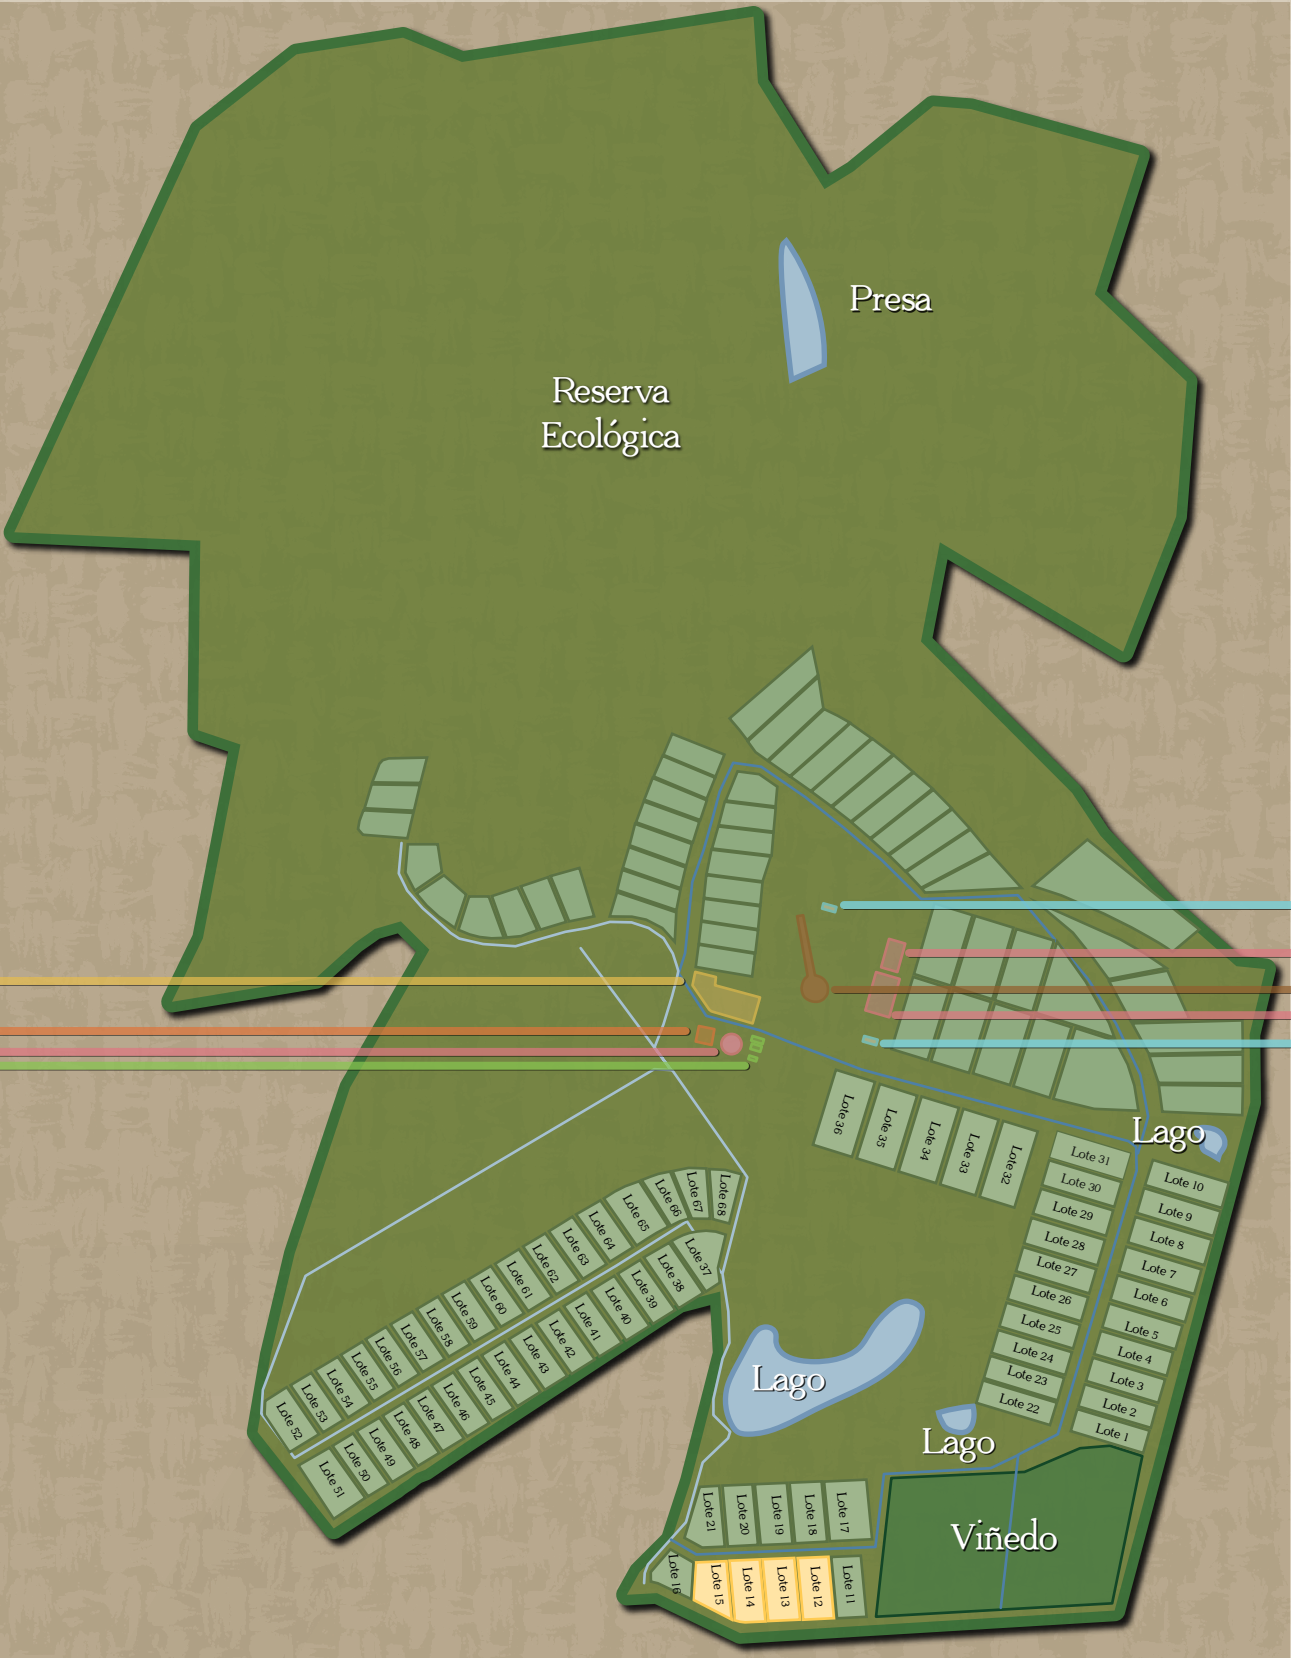 Presa
Reserva
Ecológica
Lago
Lote 36
Lote 35
Lote 34
Lote 33
Lote 32
Lote 31
Lote 30
Lote 29
Lote 28
Lote 27
Lote 26
Lote 25
Lote 24
Lote 23
Lote 22
Lote 10
Lote 9
Lote 8
Lote 7
Lote 6
Lote 5
Lote 4
Lote 3
Lote 2
Lote 1
Lote 52
Lote 53
Lote 54
Lote 55
Lote 56
Lote 57
Lote 58
Lote 59
Lote 60
Lote 61
Lote 62
Lote 63
Lote 64
Lote 65
Lote 66
Lote 67
Lote 68
Lote 51
Lote 50
Lote 49
Lote 48
Lote 47
Lote 46
Lote 45
Lote 44
Lote 43
Lote 42
Lote 41
Lote 40
Lote 39
Lote 38
Lote 37
Lago
Lago
Lote 21
Lote 20
Lote 19
Lote 18
Lote 17
Viñedo
Lote 16
Lote 15
Lote 14
Lote 13
Lote 12
Lote 11